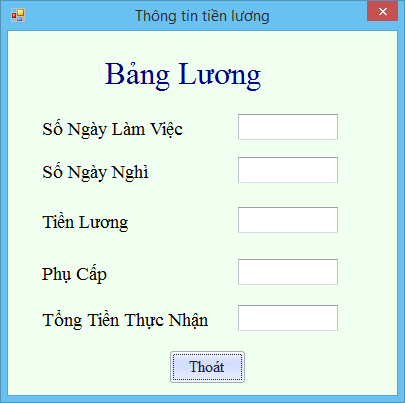 Thông tin tiền lương
Bảng Lương
Số Ngày Làm Việc
Số Ngày Nghỉ
Tiền Lương
Phụ Cấp
Tổng Tiền Thực Nhận
Thoát